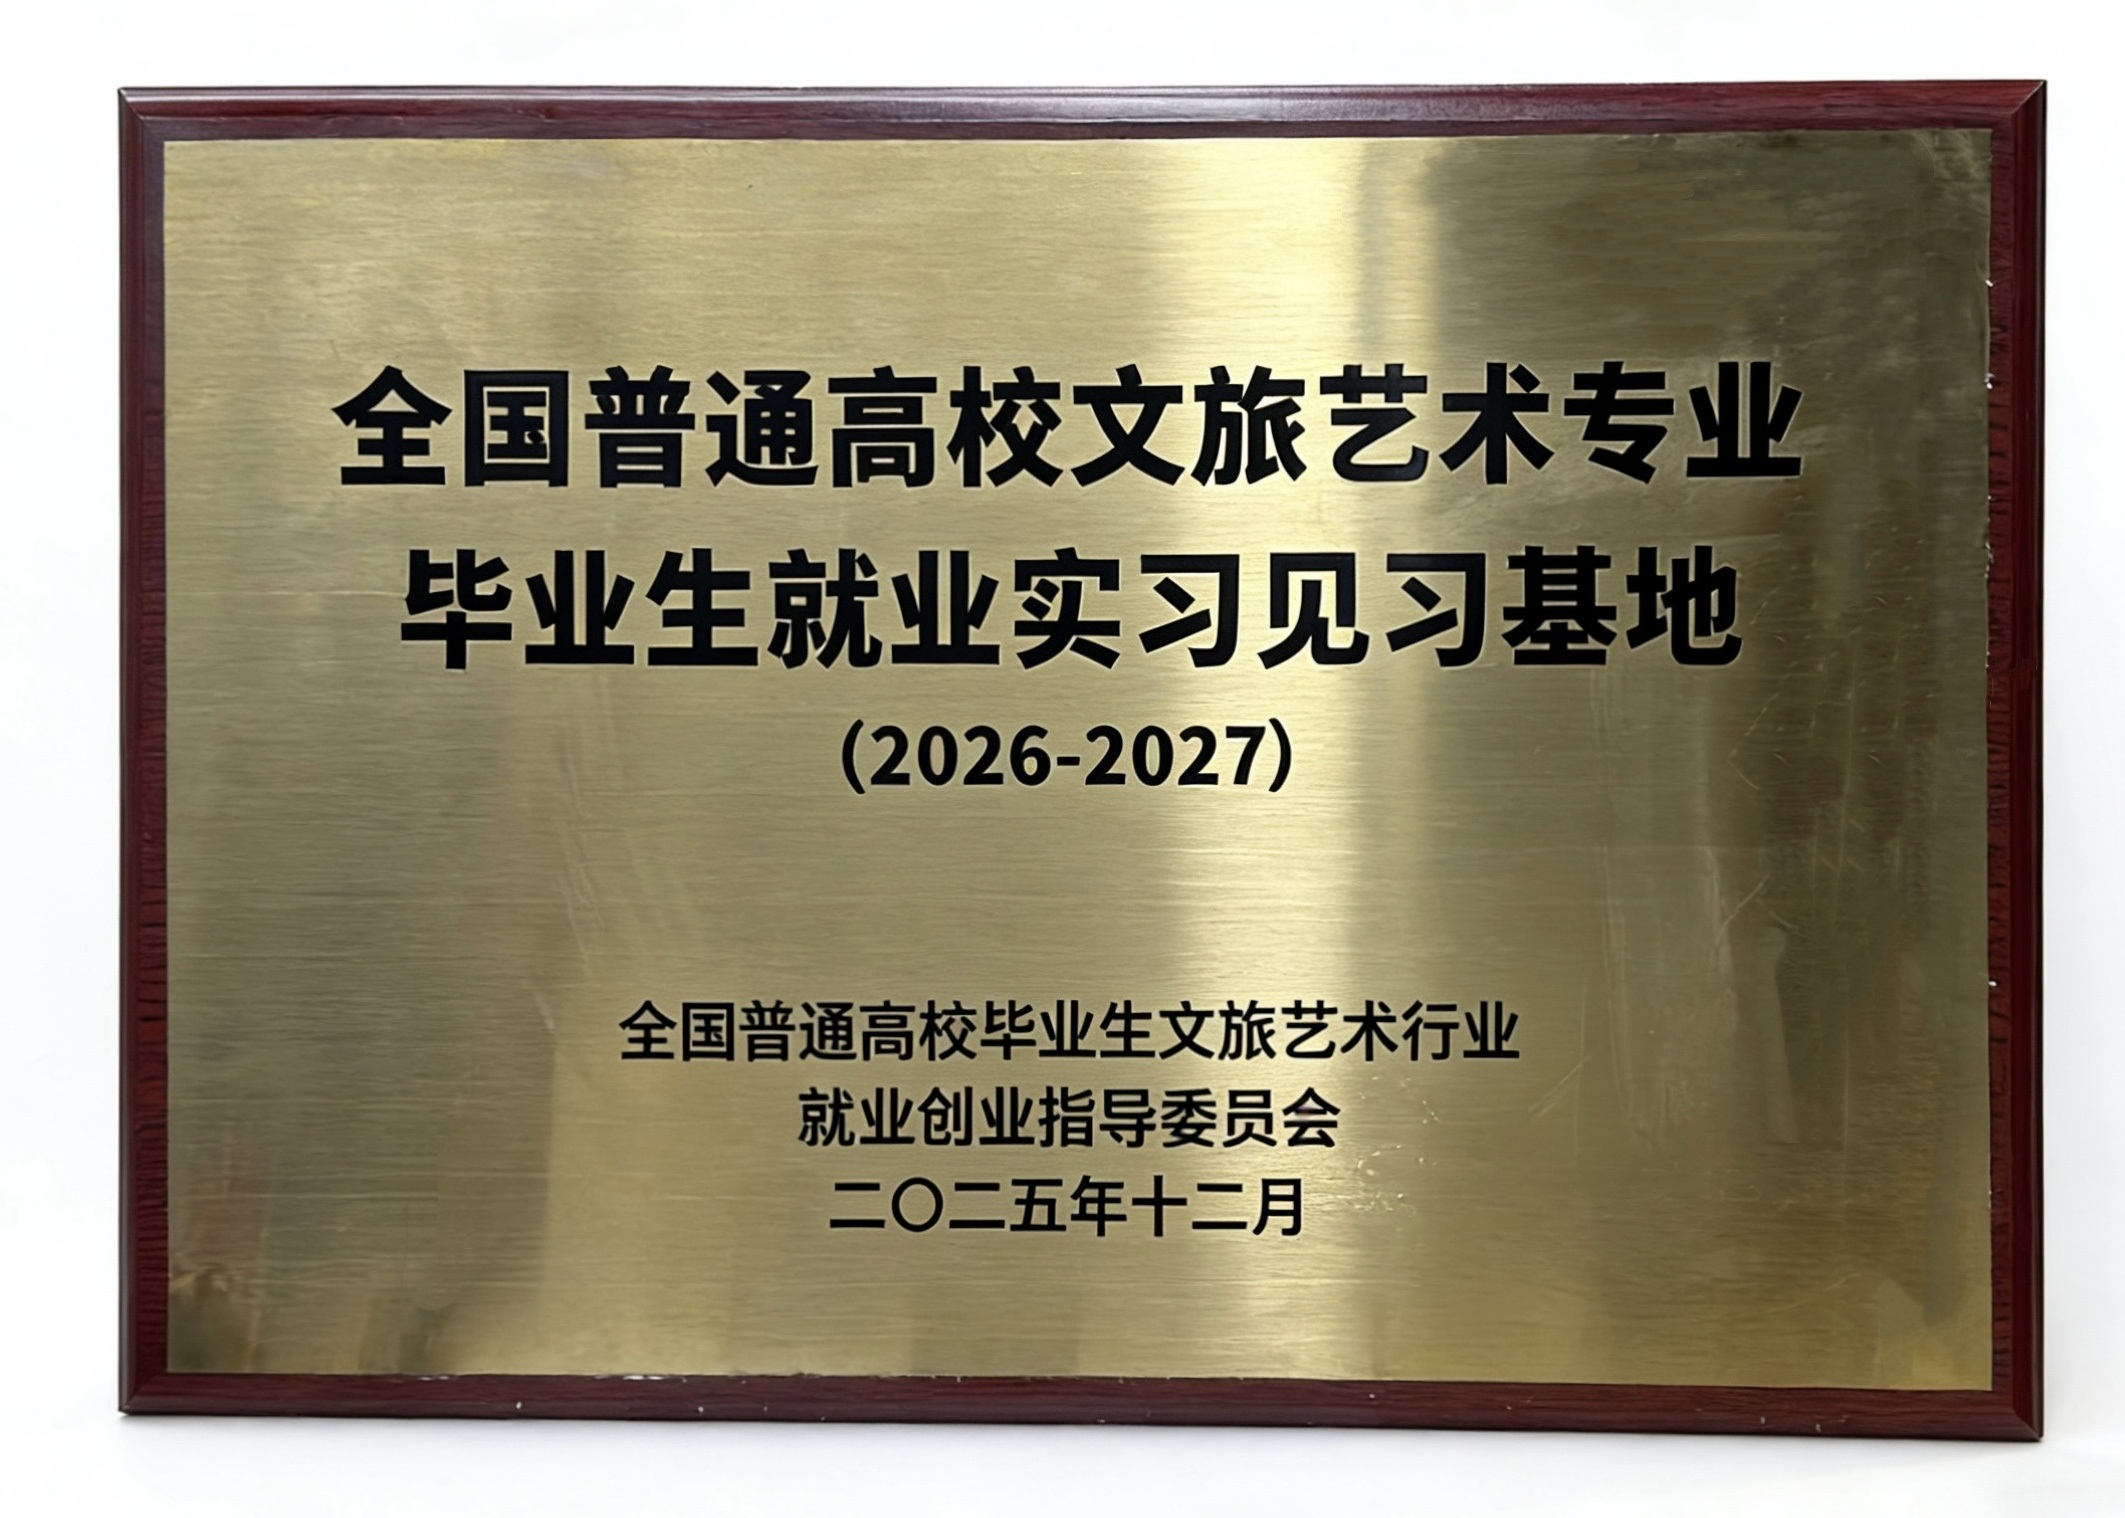 全国普通高校文旅艺术专业
毕业生就业实习见习基地
(2026-2027)
全国普通高校毕业生文旅艺术行业
就业创业指导委员会
二〇二五年十二月